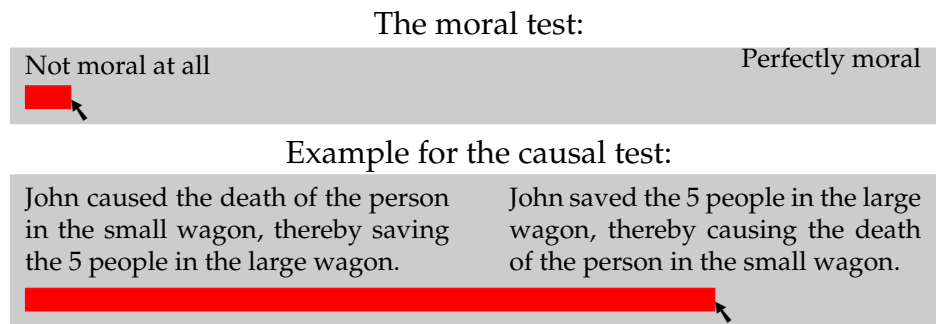 The moral test:
Not moral at all
Perfectly moral
Example for the causal test:
John caused the death of the person
in the small wagon, thereby saving
the 5 people in the large wagon.
John saved the 5 people in the large
wagon, thereby causing the death
of the person in the small wagon.